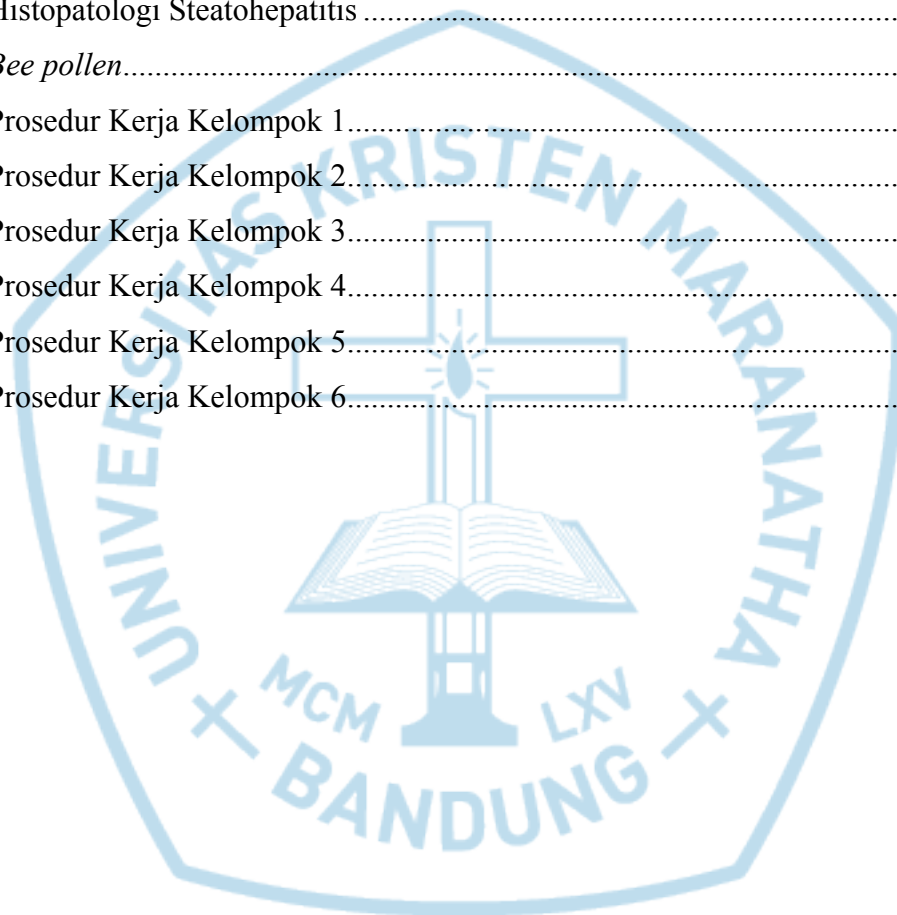 Histopatologi Steatohepatitis ........................................................................
Bee pollen........................................................................................................
Prosedur Kerja Kelompok 1..........................................................................
Prosedur Kerja Kelompok 2..........................................................................
Prosedur Kerja Kelompok 3..........................................................................
Prosedur Kerja Kelompok 4..........................................................................
Prosedur Kerja Kelompok 5..........................................................................
Prosedur Kerja Kelompok 6..........................................................................
UNIVERSITAS KRISTEN MARANATHA
MCM LXV
BANDUNG